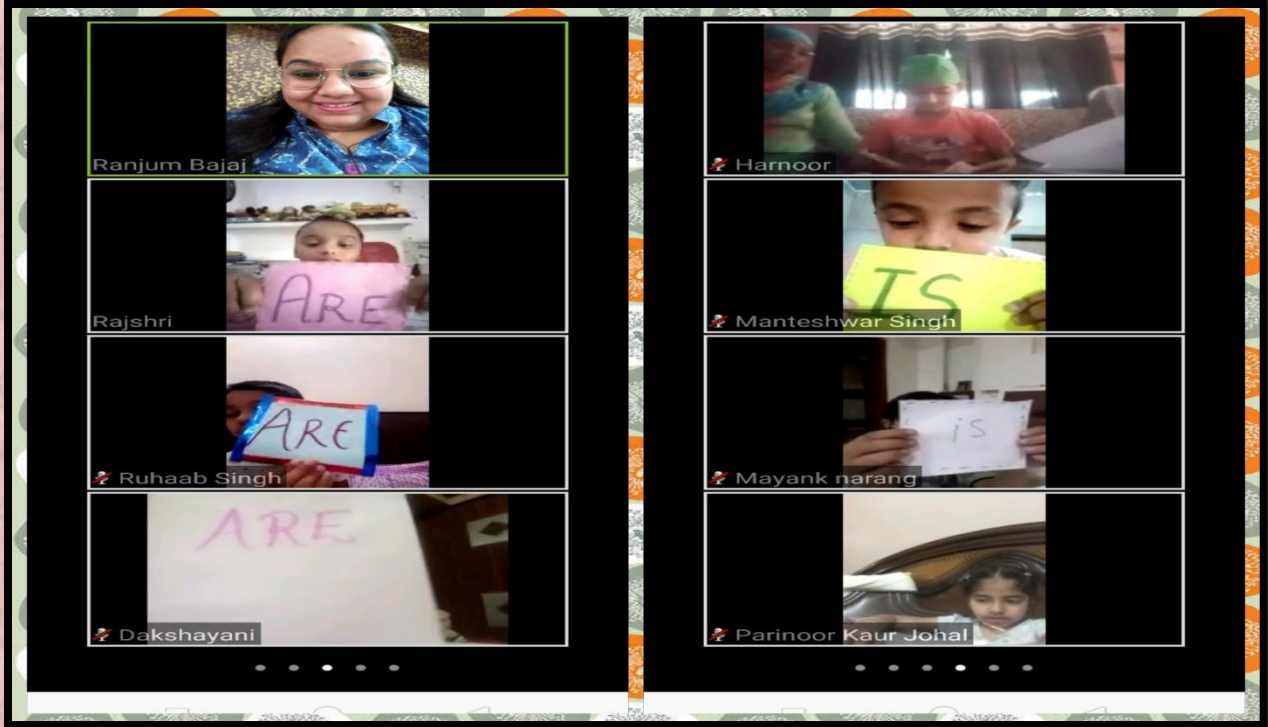 Ranjum Bajaj
ARE
Rajshri
ARE
Ruhaab Singh
ARE
Dakshayani
Harnoor
IS
Manteshwar Singh
is
Mayank narang
Parinoor Kaur Johal